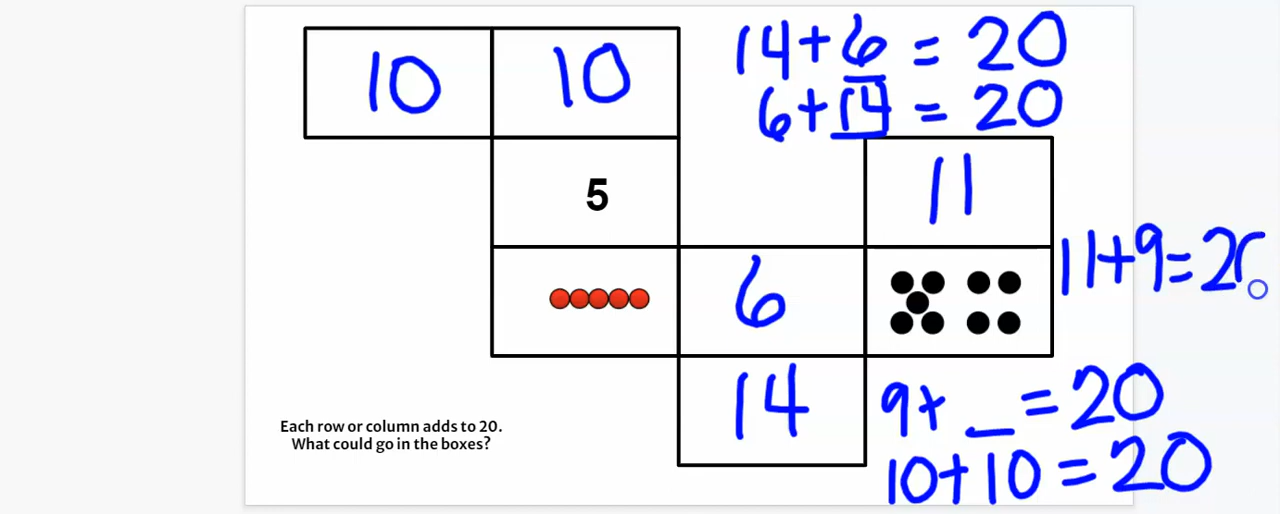 10 10
14+6 = 20
6+14 = 20
5
11
11+9=20
6
14
9+ _ = 20
10+10=20
Each row or column adds to 20.
What could go in the boxes?